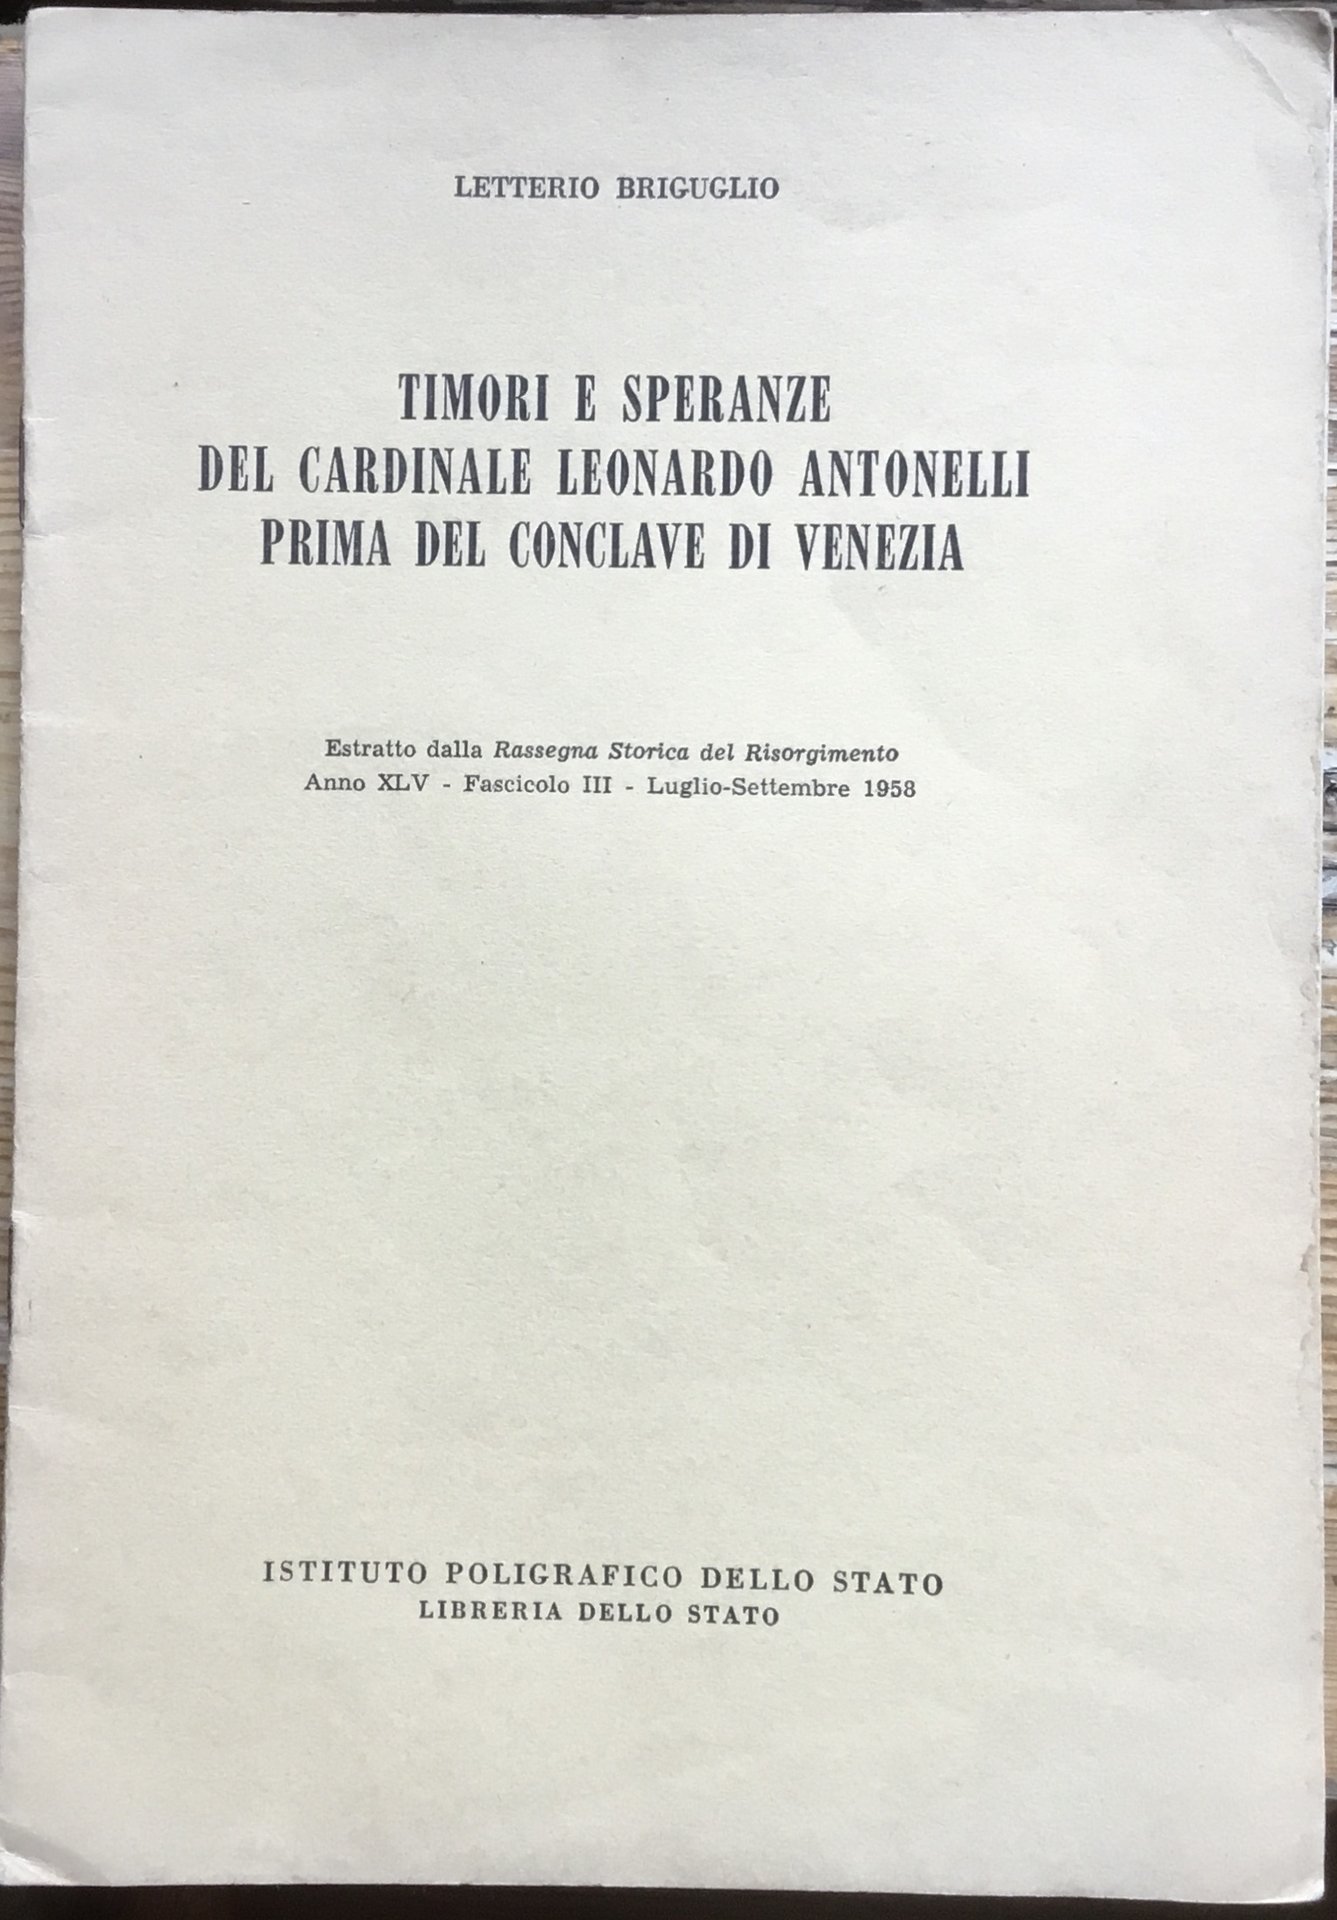 LETTERIO BRIGUGLIO
TIMORI E SPERANZE
DEL CARDINALE LEONARDO ANTONELLI
PRIMA DEL CONCLAVE DI VENEZIA
Estratto dalla Rassegna Storica del Risorgimento
Anno XLV - Fascicolo III - Luglio-Settembre 1958
ISTITUTO POLIGRAFICO DELLO STATO
LIBRERIA DELLO STATO